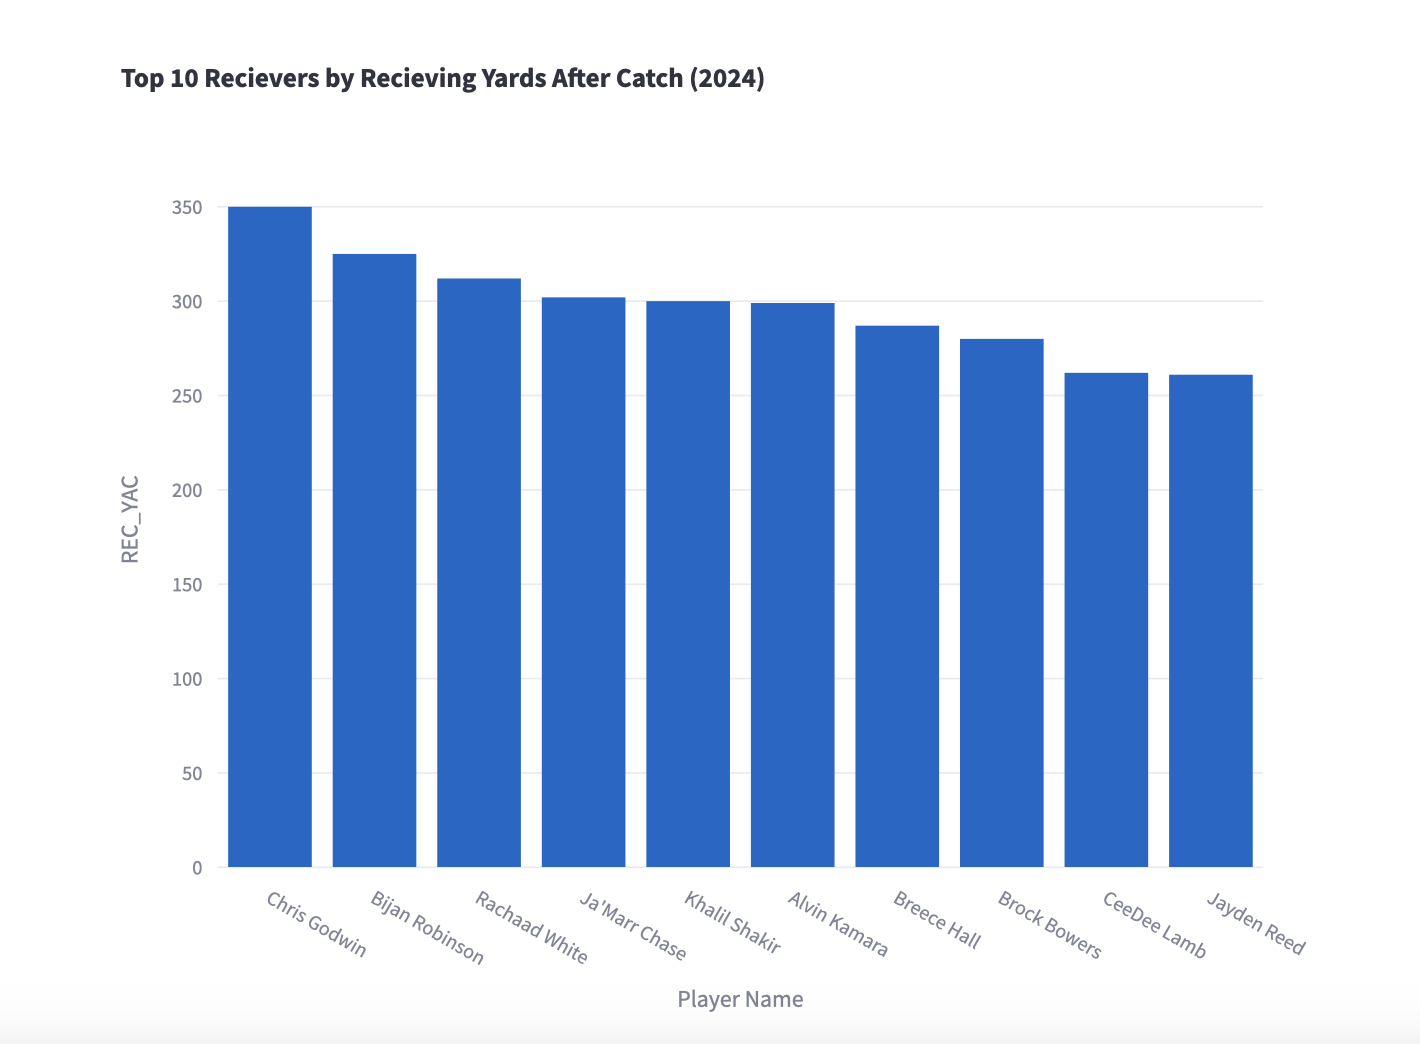 Top 10 Recievers by Recieving Yards After Catch (2024)
350
300
250
200
150
100
50
0
REC_YAC
Chris Godwin
Bijan Robinson
Rachaad White
Ja'Marr Chase
Khalil Shakir
Alvin Kamara
Breece Hall
Brock Bowers
CeeDee Lamb
Jayden Reed
Player Name